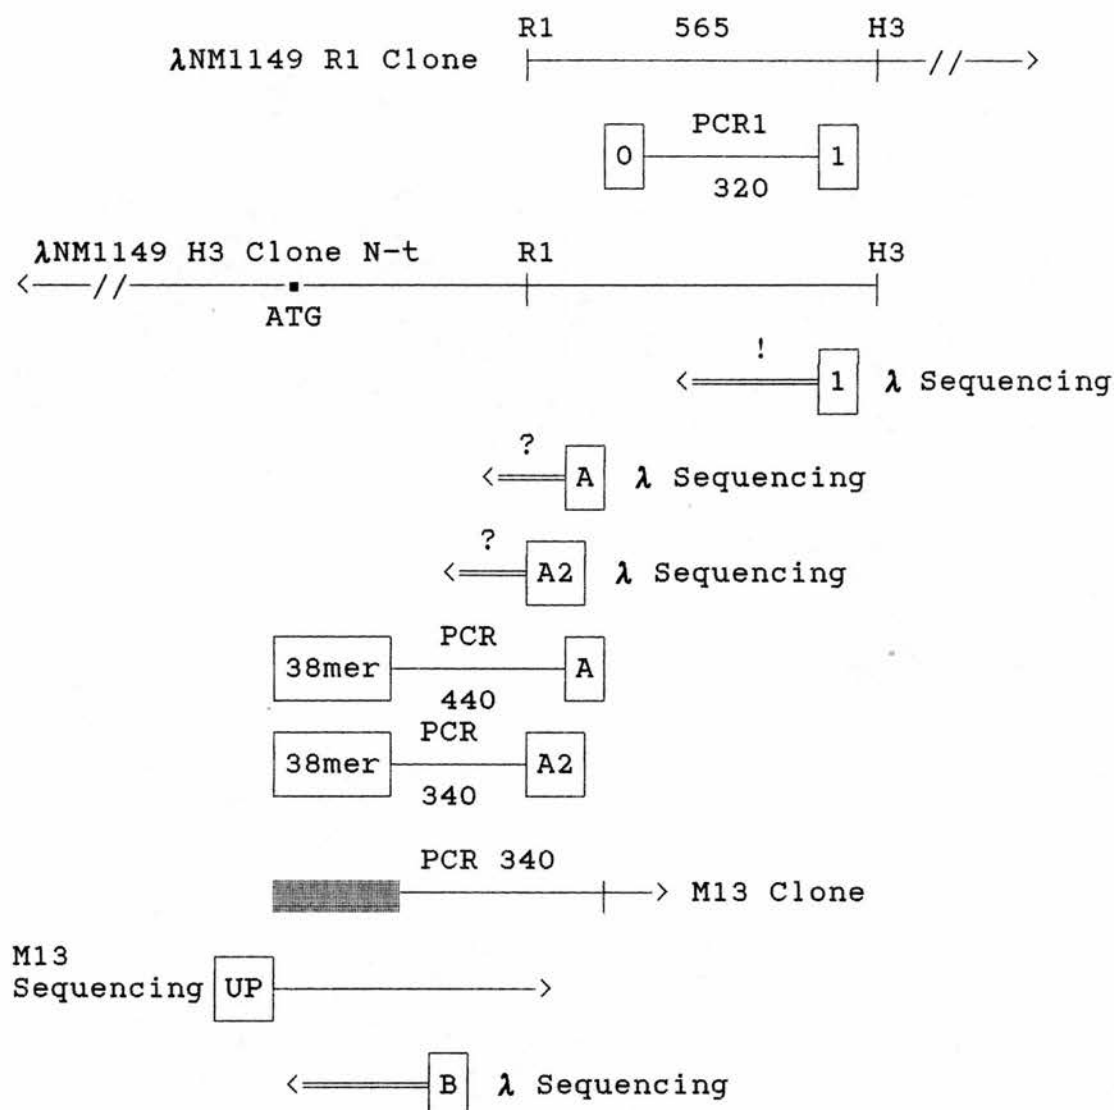 R1 565 H3
λNM1149 R1 Clone
PCR1
0 1
320
λNM1149 H3 Clone N-t R1 H3
ATG
!
1 λ Sequencing
?
A λ Sequencing
?
A2 λ Sequencing
PCR
38mer A
440
PCR
38mer A2
340
PCR 340
M13 Clone
M13
Sequencing UP
B λ Sequencing